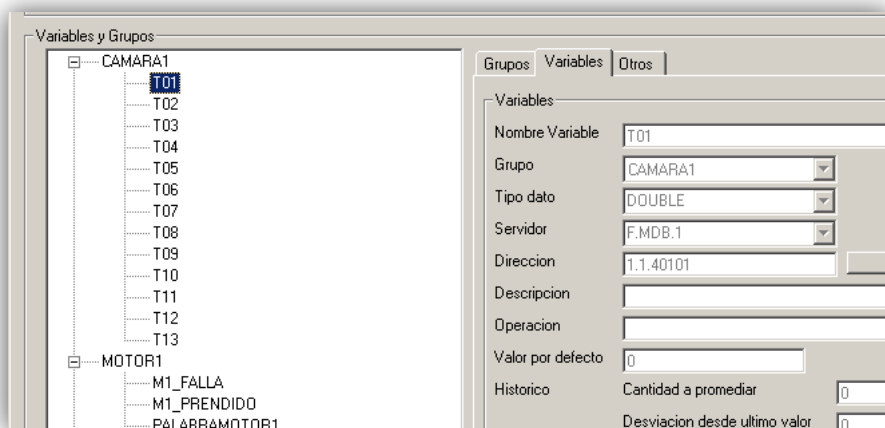 Variables y Grupos
CAMARA1
T01
T02
T03
T04
T05
T06
T07
T08
T09
T10
T11
T12
T13
MOTOR1
M1_FALLA
M1_PRENDIDO
PALABRAMOTOR1
Grupos Variables Otros
Variables
Nombre Variable T01
Grupo CAMARA1
Tipo dato DOUBLE
Servidor F.MDB.1
Direccion 1.1.40101
Descripcion
Operacion
Valor por defecto 0
Historico Cantidad a promediar 0
Desviacion desde ultimo valor 0